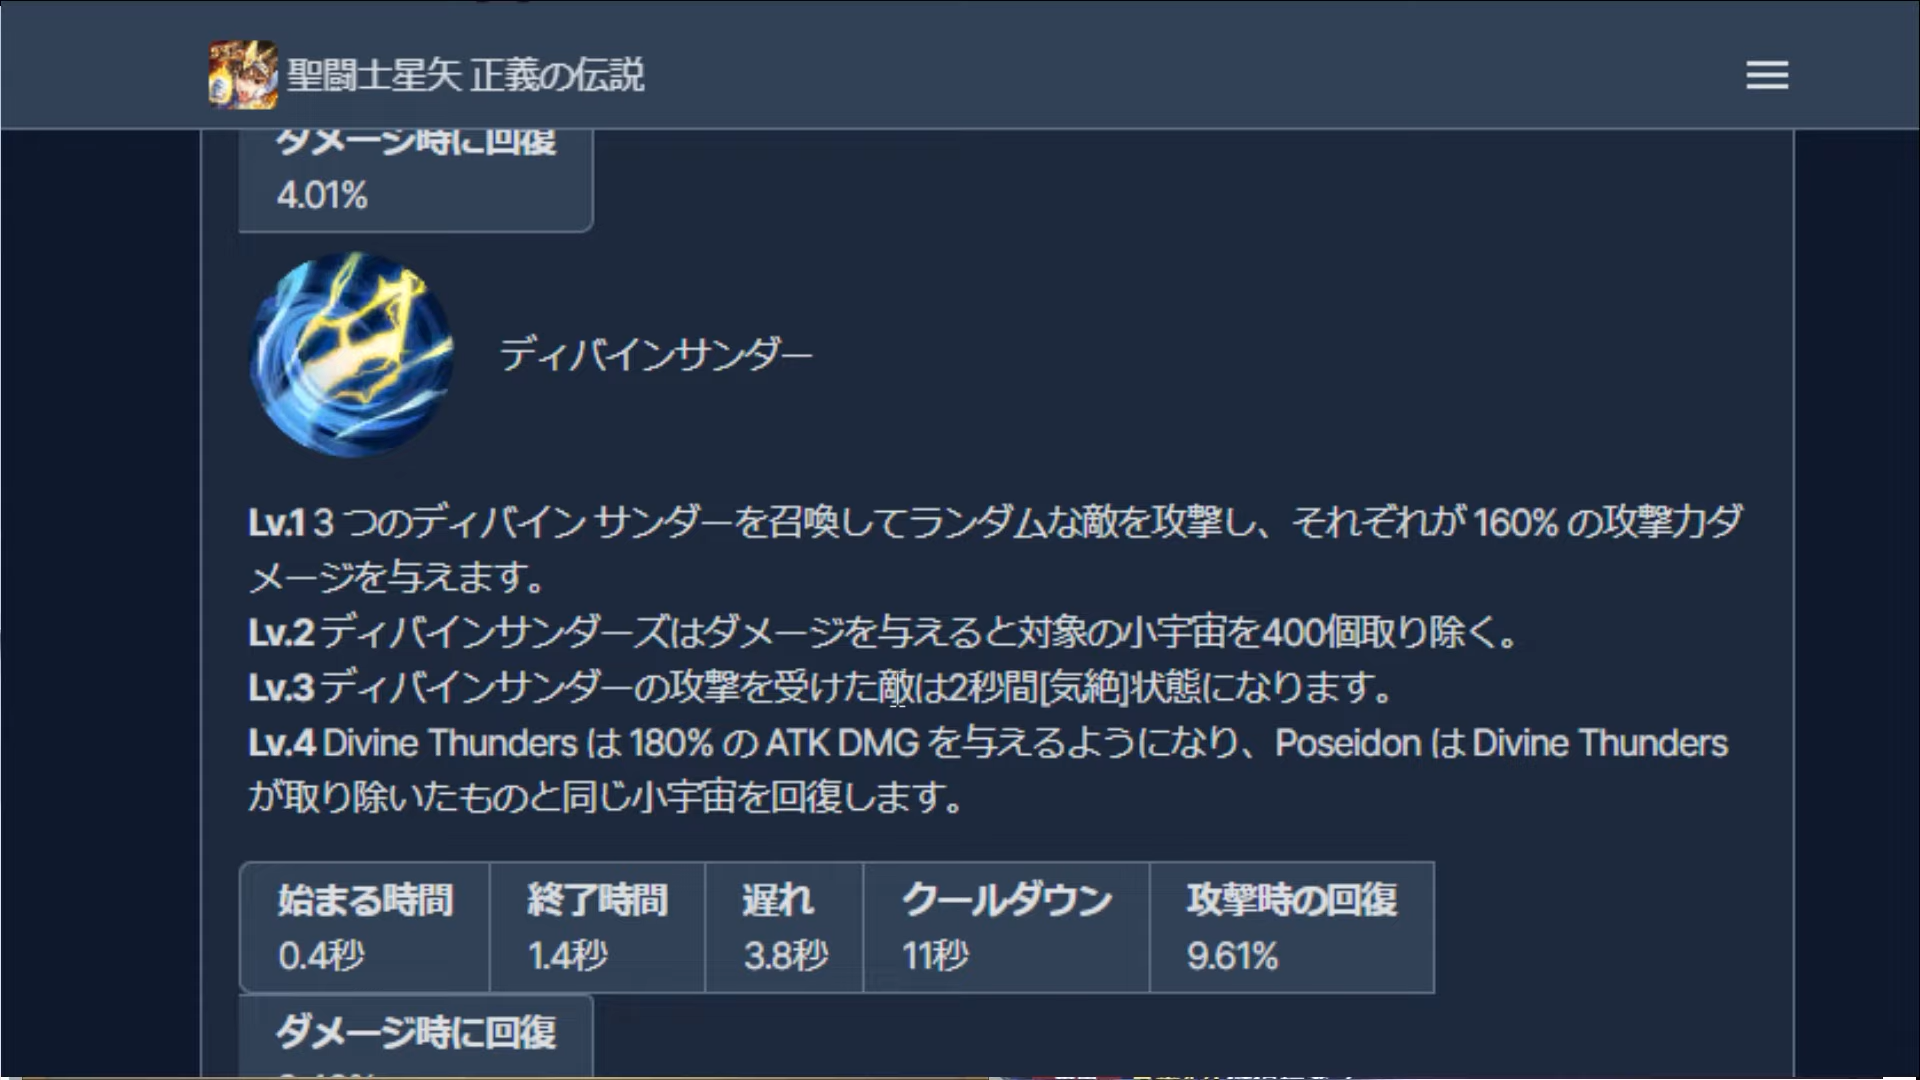 聖闘士星矢 正義の伝説
ダメージ時に回復
4.01%
ディバインサンダー
Lv.1 3 つのディバイン サンダーを召喚してランダムな敵を攻撃し、それぞれが 160% の攻撃力ダ
メージを与えます。
Lv.2 ディバインサンダーズはダメージを与えると対象の小宇宙を400個取り除く。
Lv.3 ディバインサンダーの攻撃を受けた敵は2秒間[気絶]状態になります。
Lv.4 Divine Thunders は 180% の ATK DMG を与えるようになり、Poseidon は Divine Thunders
が取り除いたものと同じ小宇宙を回復します。
始まる時間 終了時間 遅れ クールダウン 攻撃時の回復
0.4秒 1.4秒 3.8秒 11秒 9.61%
ダメージ時に回復